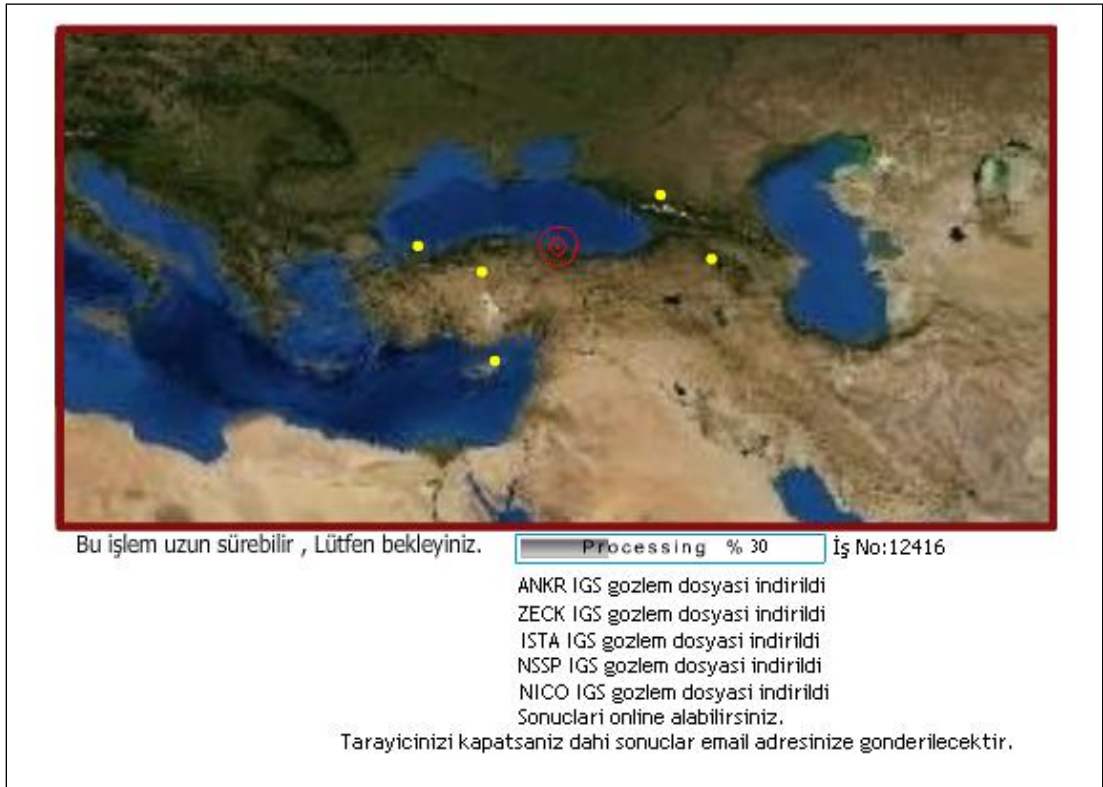 Bu işlem uzun sürebilir , Lütfen bekleyiniz. Processing % 30 İş No:12416
ANKR IGS gozlem dosyasi indirildi
ZECK IGS gozlem dosyasi indirildi
ISTA IGS gozlem dosyasi indirildi
NSSP IGS gozlem dosyasi indirildi
NICO IGS gozlem dosyasi indirildi
Sonuclari online alabilirsiniz.
Tarayicinizi kapatsaniz dahi sonuclar email adresinize gonderilecektir.